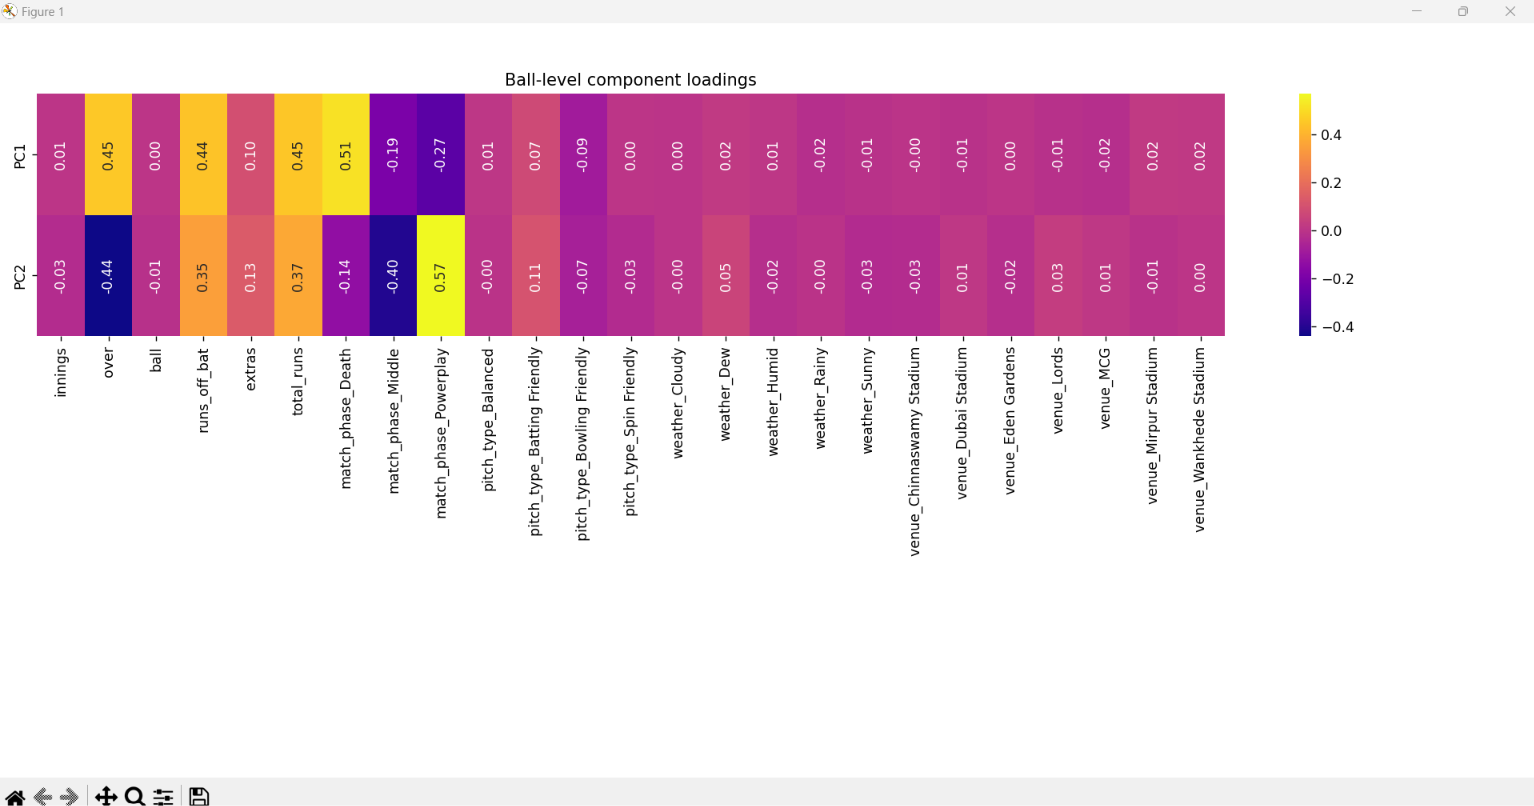 Figure 1
Ball-level component loadings
PC1
0.01 0.45 0.00 0.44 0.10 0.45 0.51 -0.19 -0.27 0.01 0.07 -0.09 0.00 0.00 0.02 0.01 -0.02 -0.01 -0.00 -0.01 0.00 -0.01 -0.02 0.02 0.02
PC2
-0.03 -0.44 -0.01 0.35 0.13 0.37 -0.14 -0.40 0.57 -0.00 0.11 -0.07 -0.03 -0.00 0.05 -0.02 -0.00 -0.03 -0.03 0.01 -0.02 0.03 0.01 -0.01 0.00
innings
over
ball
runs_off_bat
extras
total_runs
match_phase_Death
match_phase_Middle
match_phase_Powerplay
pitch_type_Balanced
pitch_type_Batting Friendly
pitch_type_Bowling Friendly
pitch_type_Spin Friendly
weather_Cloudy
weather_Dew
weather_Humid
weather_Rainy
weather_Sunny
venue_Chinnaswamy Stadium
venue_Dubai Stadium
venue_Eden Gardens
venue_Lords
venue_MCG
venue_Mirpur Stadium
venue_Wankhede Stadium
0.4
0.2
0.0
−0.2
−0.4